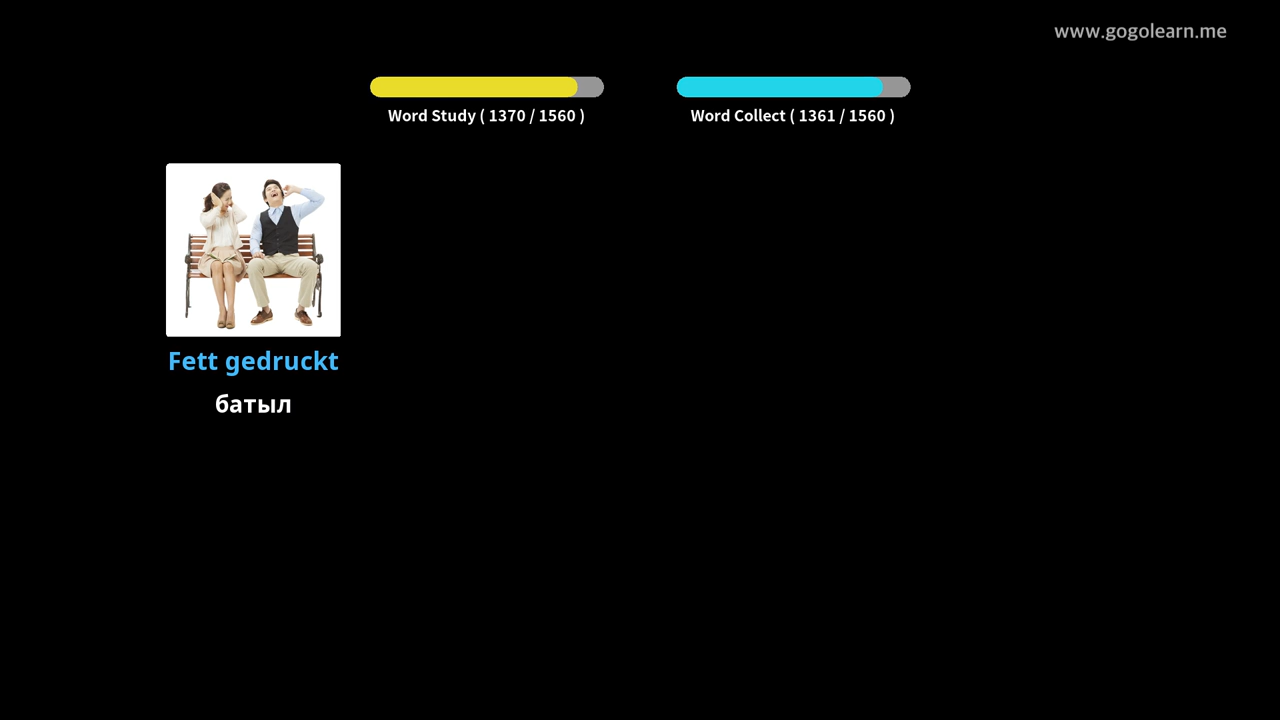 www.gogolearn.me
Word Study ( 1370 / 1560 )
Word Collect ( 1361 / 1560 )
Fett gedruckt
батыл